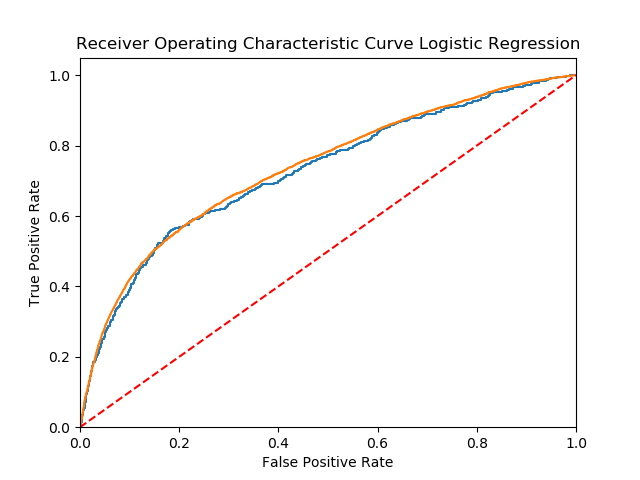 Receiver Operating Characteristic Curve Logistic Regression
1.0
0.8
0.6
0.4
0.2
0.0
True Positive Rate
0.0 0.2 0.4 0.6 0.8 1.0
False Positive Rate